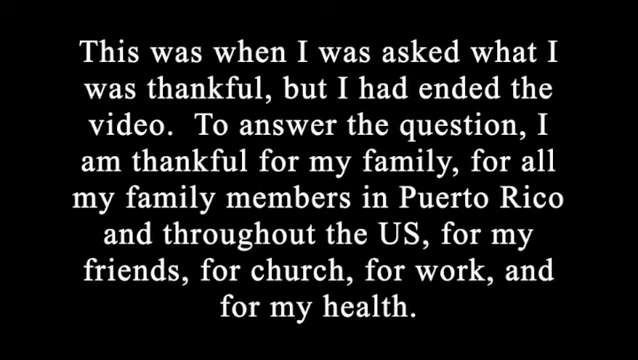 This was when I was asked what I
was thankful, but I had ended the
video.  To answer the question, I
am thankful for my family, for all
my family members in Puerto Rico
and throughout the US, for my
friends, for church, for work, and
for my health.